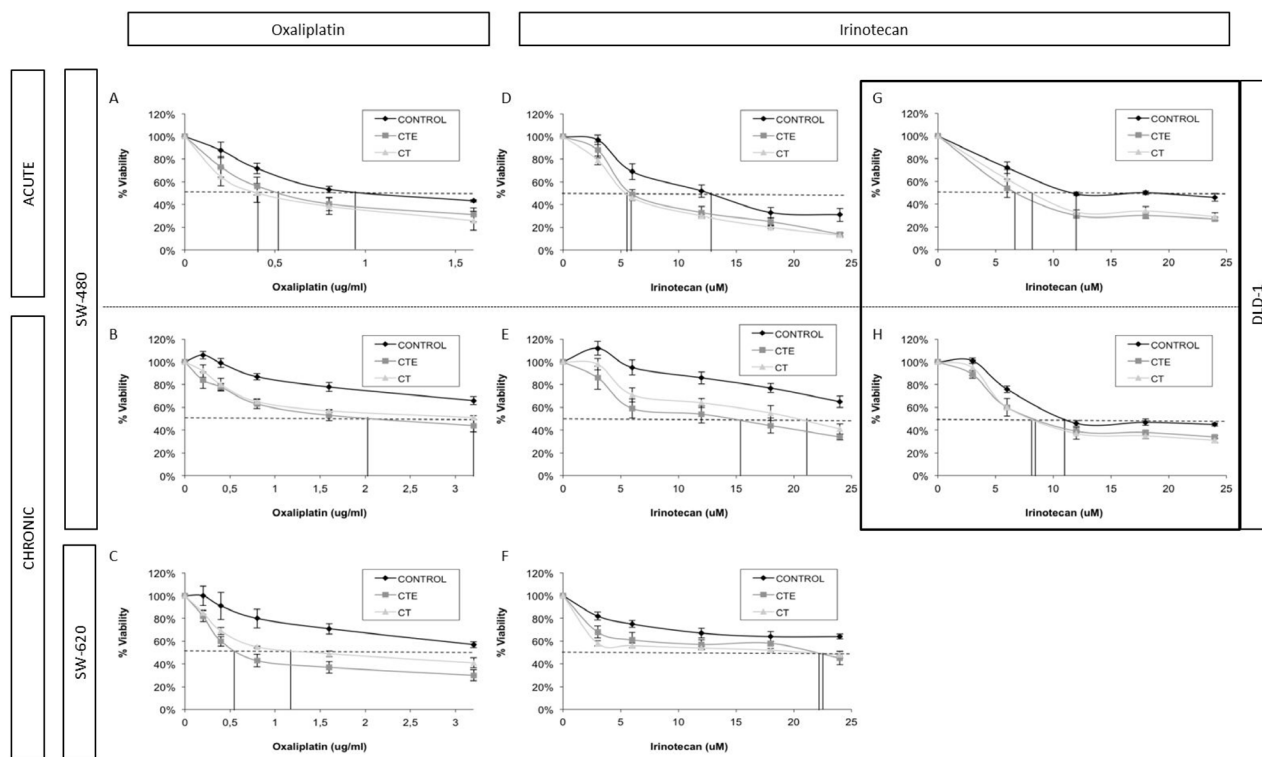 Oxaliplatin
Irinotecan
ACUTE
CHRONIC
SW-480
SW-620
DLD-1
A
120%
100%
80%
60%
40%
20%
0%
% Viability
CONTROL
CTE
CT
0
0,5
1
1,5
Oxaliplatin (ug/ml)
D
120%
100%
80%
60%
40%
20%
0%
% Viability
CONTROL
CTE
CT
0
5
10
15
20
25
Irinotecan (uM)
G
120%
100%
80%
60%
40%
20%
0%
% Viability
CONTROL
CTE
CT
0
5
10
15
20
25
Irinotecan (uM)
B
120%
100%
80%
60%
40%
20%
0%
% Viability
CONTROL
CTE
CT
0
0,5
1
1,5
2
2,5
3
Oxaliplatin (ug/ml)
E
120%
100%
80%
60%
40%
20%
0%
% Viability
CONTROL
CTE
CT
0
5
10
15
20
25
Irinotecan (uM)
H
120%
100%
80%
60%
40%
20%
0%
% Viability
CONTROL
CTE
CT
0
5
10
15
20
25
Irinotecan (uM)
C
120%
100%
80%
60%
40%
20%
0%
% Viability
CONTROL
CTE
CT
0
0,5
1
1,5
2
2,5
3
Oxaliplatin (ug/ml)
F
120%
100%
80%
60%
40%
20%
0%
% Viability
CONTROL
CTE
CT
0
5
10
15
20
25
Irinotecan (uM)